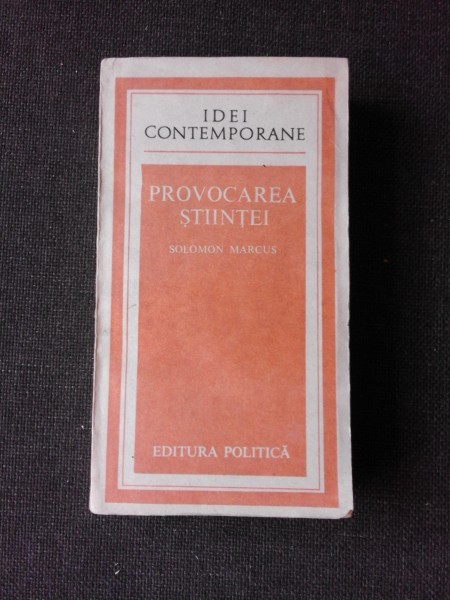 IDEI
CONTEMPORANE
PROVOCAREA
ȘTIINȚEI
SOLOMON MARCUS
EDITURA POLITICĂ